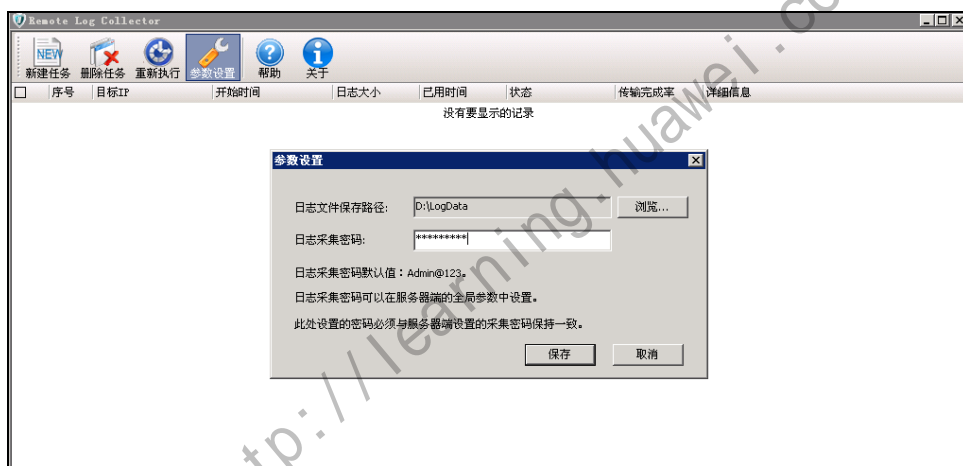 Remote Log Collector
NEW
新建任务 删除任务 重新执行 参数设置 帮助 关于
序号 目标IP 开始时间 日志大小 已用时间 状态 传输完成率 详细信息
没有要显示的记录
参数设置
日志文件保存路径: D:\LogData 浏览...
日志采集密码: *********
日志采集密码默认值：Admin@123。
日志采集密码可以在服务器端的全局参数中设置。
此处设置的密码必须与服务器端设置的采集密码保持一致。
保存 取消
tp://learning.huawei.co